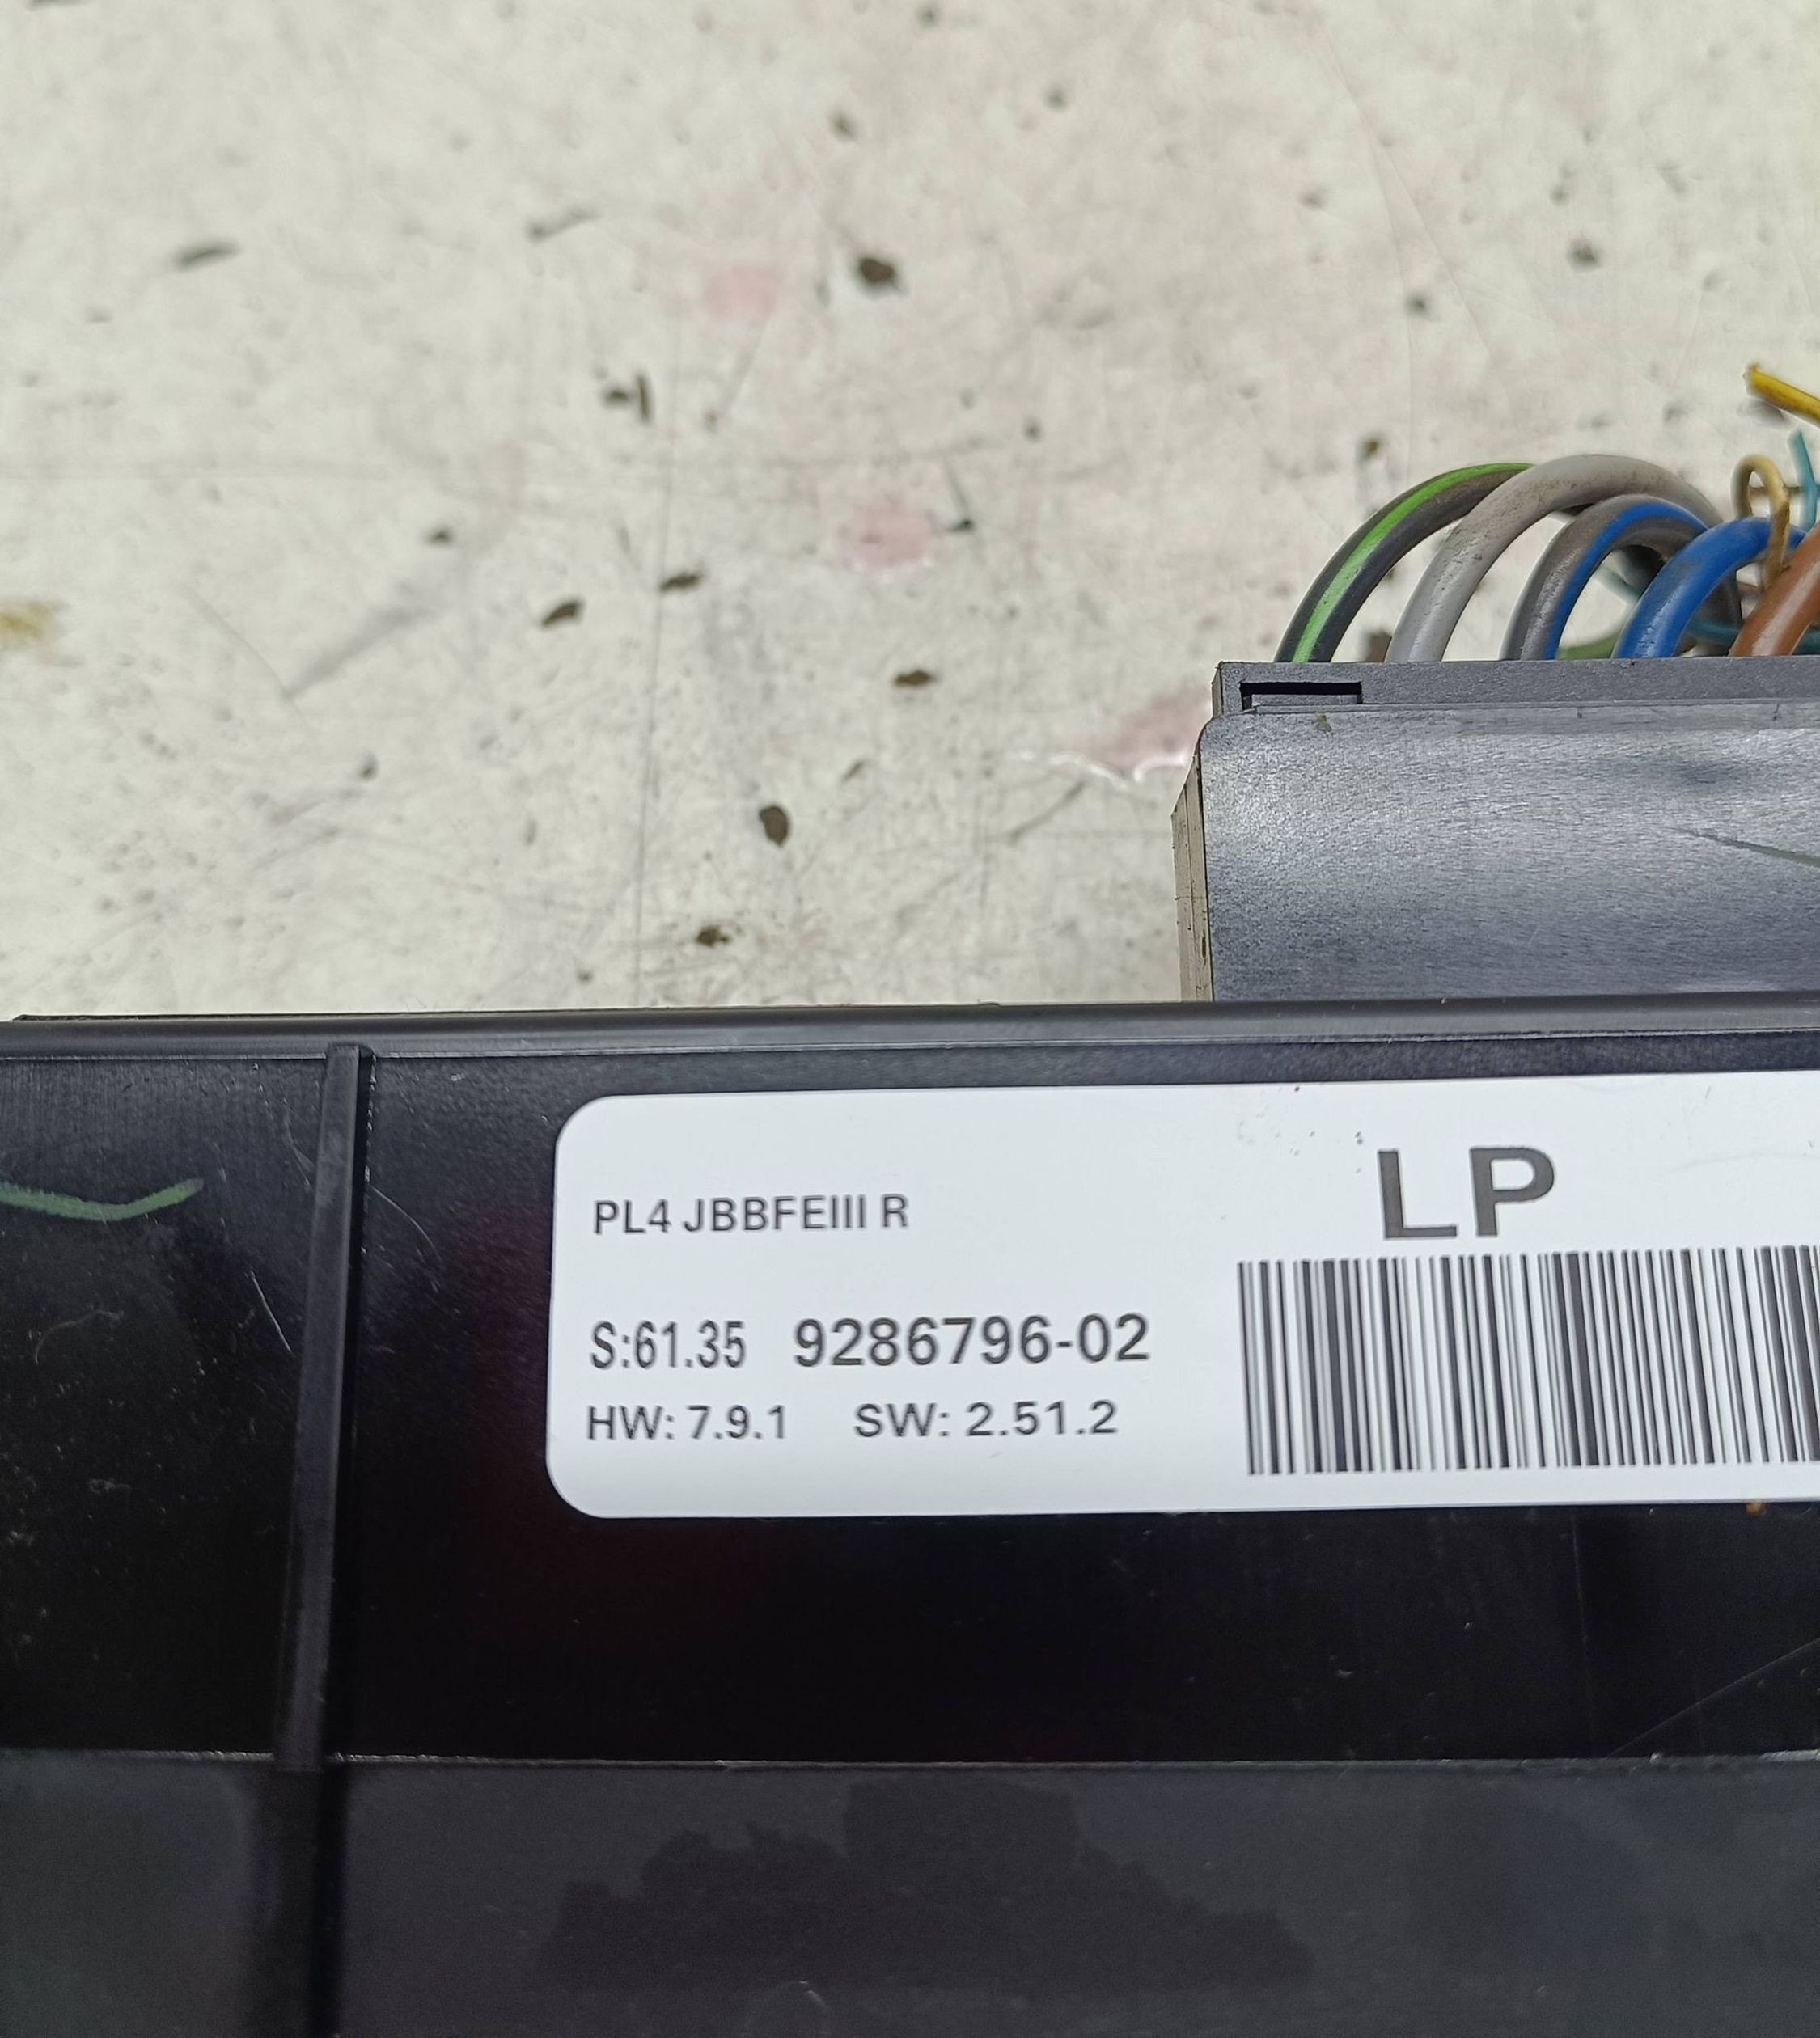 LP
PL4 JBBFEIII R
S:61.35 9286796-02
HW: 7.9.1 SW: 2.51.2